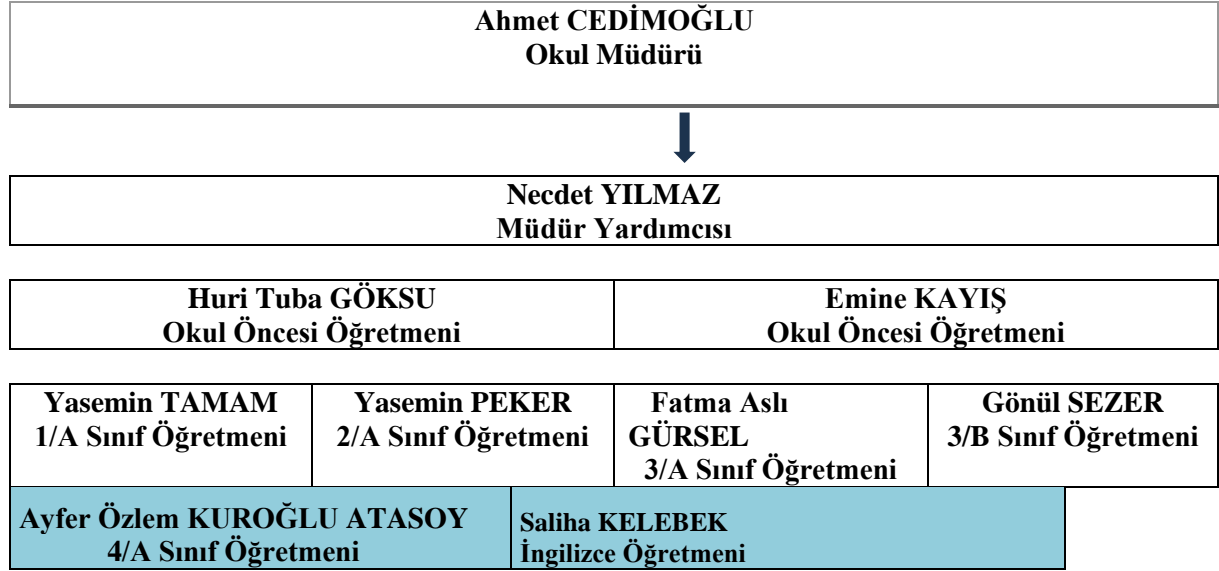 Ahmet CEDİMOĞLU
Okul Müdürü
Necdet YILMAZ
Müdür Yardımcısı
Huri Tuba GÖKSU
Okul Öncesi Öğretmeni
Emine KAYIŞ
Okul Öncesi Öğretmeni
Yasemin TAMAM
1/A Sınıf Öğretmeni
Yasemin PEKER
2/A Sınıf Öğretmeni
Fatma Aslı
GÜRSEL
3/A Sınıf Öğretmeni
Gönül SEZER
3/B Sınıf Öğretmeni
Ayfer Özlem KUROĞLU ATASOY
4/A Sınıf Öğretmeni
Saliha KELEBEK
İngilizce Öğretmeni